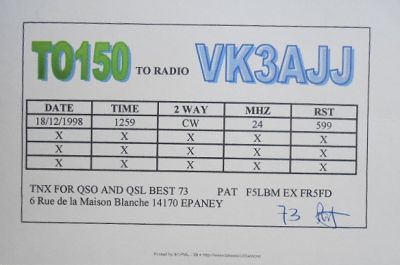 TO150 TO RADIO VK3AJJ
DATE TIME 2 WAY MHZ RST
18/12/1998 1259 CW 24 599
X X X X X
X X X X X
X X X X X
TNX FOR QSO AND QSL BEST 73 PAT F5LBM EX FR5FD
6 Rue de la Maison Blanche 14170 EPANEY
73 Pat